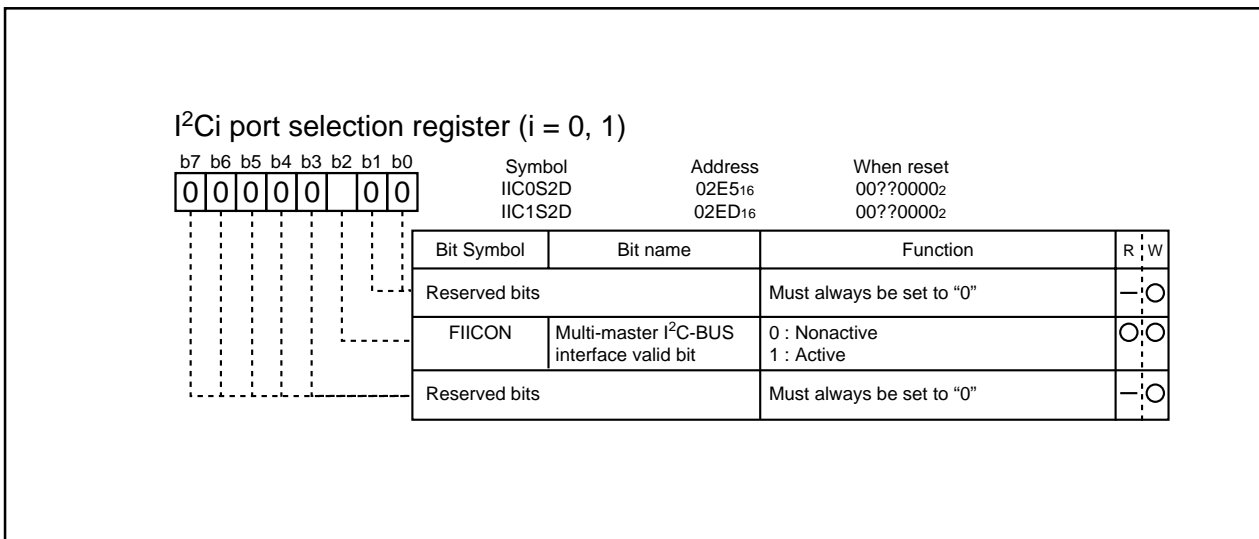 I²Ci port selection register (i = 0, 1)
b7 b6 b5 b4 b3 b2 b1 b0 Symbol Address When reset
0 0 0 0 0 0 0 IIC0S2D 02E5₁₆ 00??0000₂
IIC1S2D 02ED₁₆ 00??0000₂
Bit Symbol Bit name Function R W
Reserved bits Must always be set to “0” –
FIICON Multi-master I²C-BUS 0 : Nonactive
interface valid bit 1 : Active
Reserved bits Must always be set to “0” –